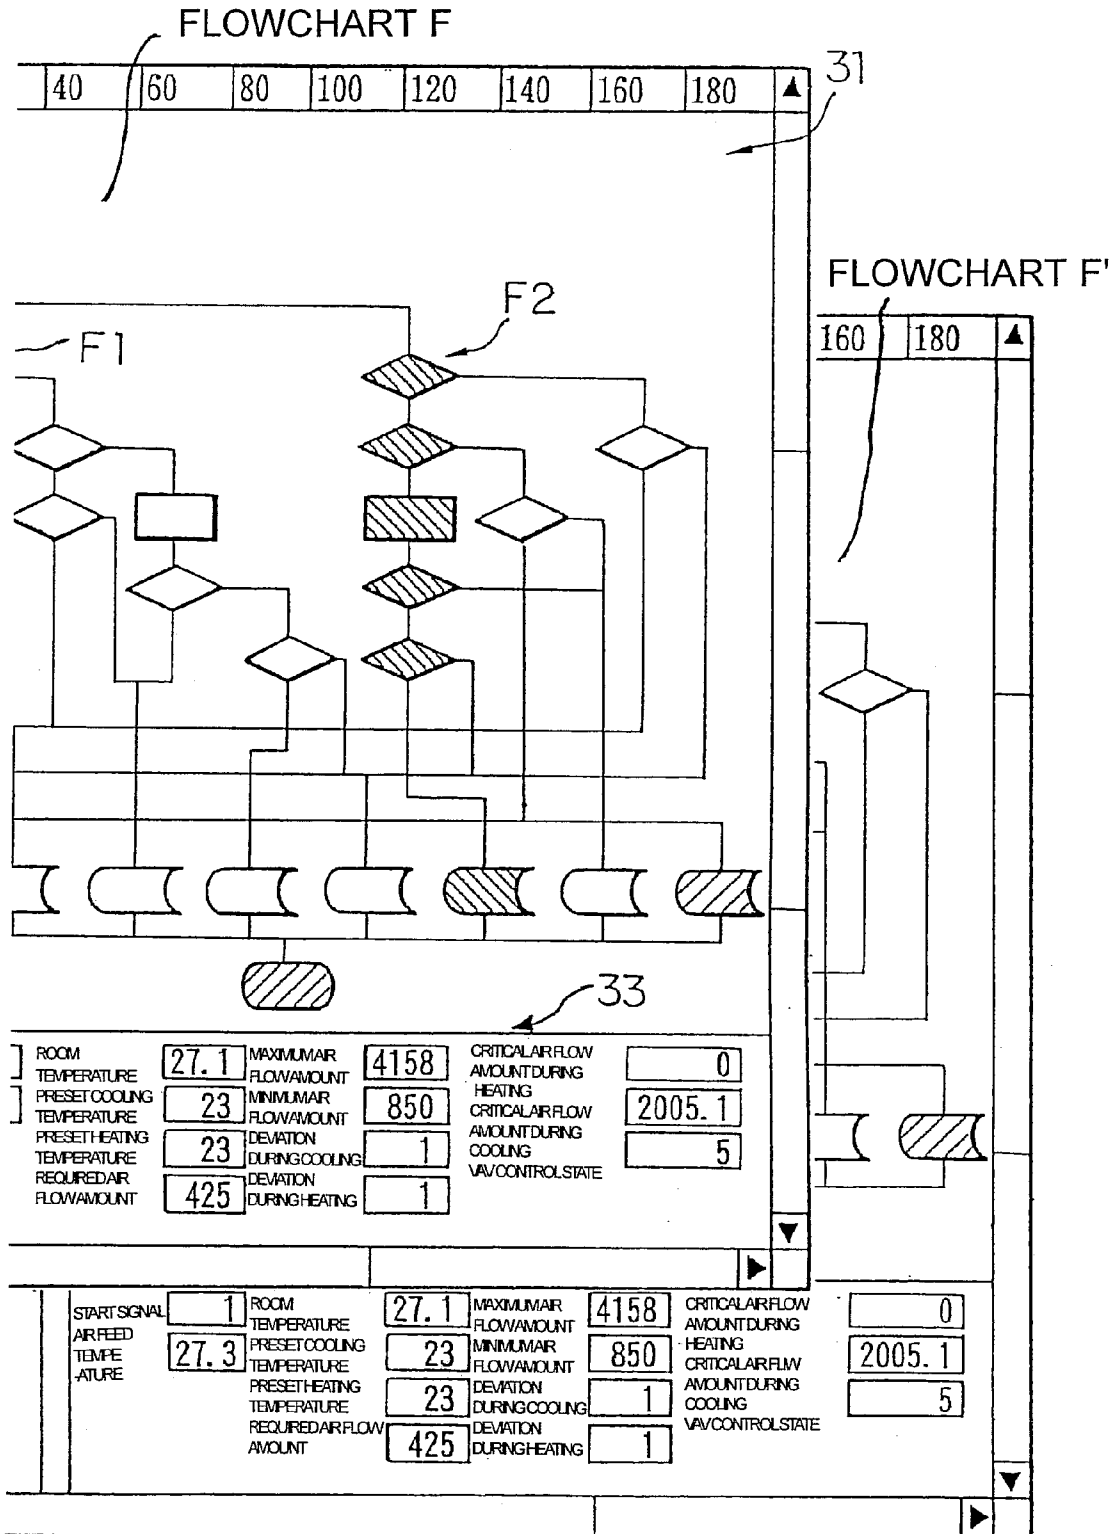 FLOWCHART F
40 60 80 100 120 140 160 180
31
FLOWCHART F'
160 180
F2
F1
33
ROOM
TEMPERATURE
27.1
PRESET COOLING
TEMPERATURE
23
PRESET HEATING
TEMPERATURE
23
REQUIRED AIR
FLOW AMOUNT
425
MAXIMUM AIR
FLOW AMOUNT
4158
MINIMUM AIR
FLOW AMOUNT
850
DEVIATION
DURING COOLING
1
DEVIATION
DURING HEATING
1
CRITICAL AIR FLOW
AMOUNT DURING
HEATING
0
CRITICAL AIR FLOW
AMOUNT DURING
COOLING
2005.1
VAV CONTROL STATE
5
START SIGNAL
1
AIR FEED
TEMPE
-ATURE
27.3
ROOM
TEMPERATURE
27.1
PRESET COOLING
TEMPERATURE
23
PRESET HEATING
TEMPERATURE
23
REQUIRED AIR FLOW
AMOUNT
425
MAXIMUM AIR
FLOW AMOUNT
4158
MINIMUM AIR
FLOW AMOUNT
850
DEVIATION
DURING COOLING
1
DEVIATION
DURING HEATING
1
CRITICAL AIR FLOW
AMOUNT DURING
HEATING
0
CRITICAL AIR FLW
AMOUNT DURING
COOLING
2005.1
VAV CONTROL STATE
5